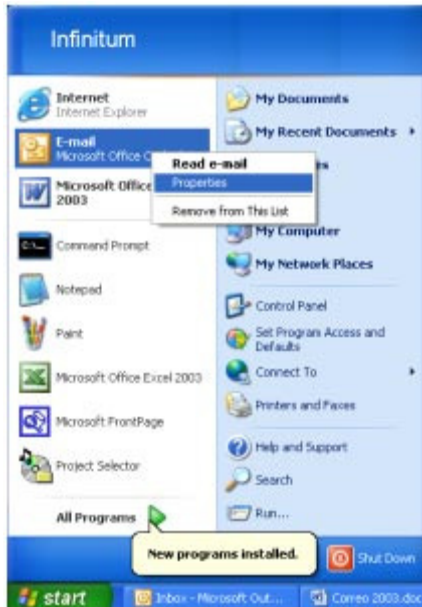 Infinitum
Internet
Internet Explorer
E-mail
Microsoft Office
Microsoft Office
2003
Command Prompt
Notepad
Paint
Microsoft Office Excel 2003
Microsoft FrontPage
Project Selector
All Programs
Read e-mail
Properties
Remove from This List
My Documents
My Recent Documents
My Computer
My Network Places
Control Panel
Set Program Access and
Defaults
Connect To
Printers and Faxes
Help and Support
Search
Run...
New programs installed.
Shut Down
start
Inbox - Microsoft Out...
Correo 2003.doc